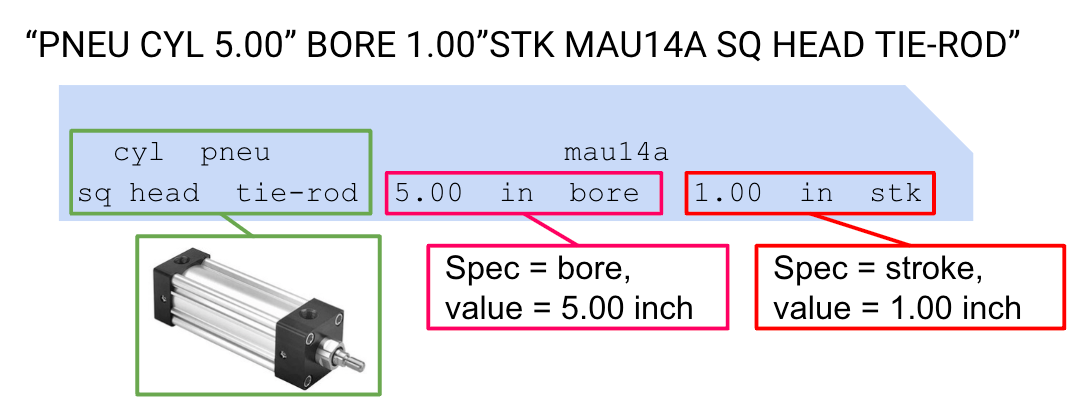 “PNEU CYL 5.00” BORE 1.00”STK MAU14A SQ HEAD TIE-ROD”
cyl pneu mau14a
sq head tie-rod 5.00 in bore 1.00 in stk
Spec = bore, Spec = stroke,
value = 5.00 inch value = 1.00 inch